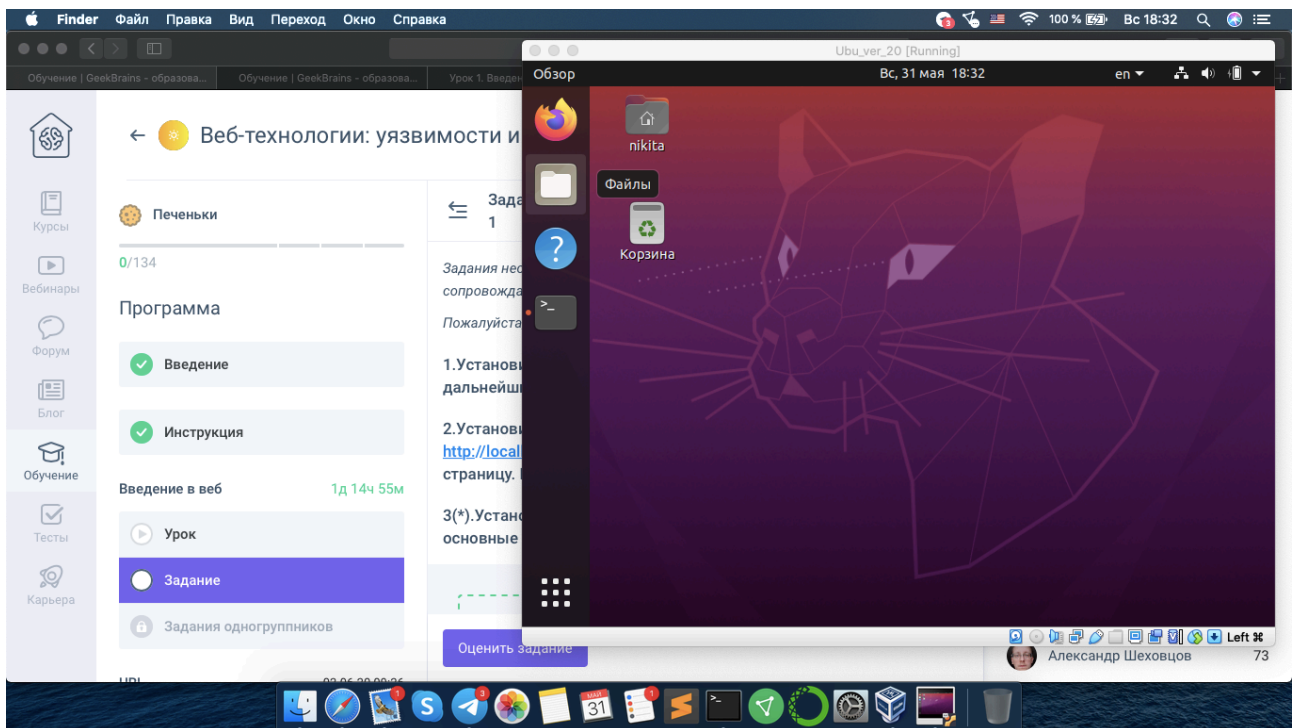 Finder Файл Правка Вид Переход Окно Справка 100 % Вс 18:32
Ubu_ver_20 [Running]
Обучение | GeekBrains - образова... Обучение | GeekBrains - образова... Урок 1. Введен
Обзор Вс, 31 мая 18:32 en
nikita
Файлы
Корзина
← Веб-технологии: уязвимости и
Курсы
Вебинары
Форум
Блог
Обучение
Тесты
Карьера
Печеньки
0/134
Программа
Введение
Инструкция
Введение в веб 1д 14ч 55м
Урок
Задание
Задания одногруппников
Зада
1
Задания нео
сопровожда
Пожалуйста
1.Установи
дальнейши
2.Установи
http://local
страницу.
3(*).Устано
основные
Оценить задание
Left ⌘
Александр Шеховцов 73
31